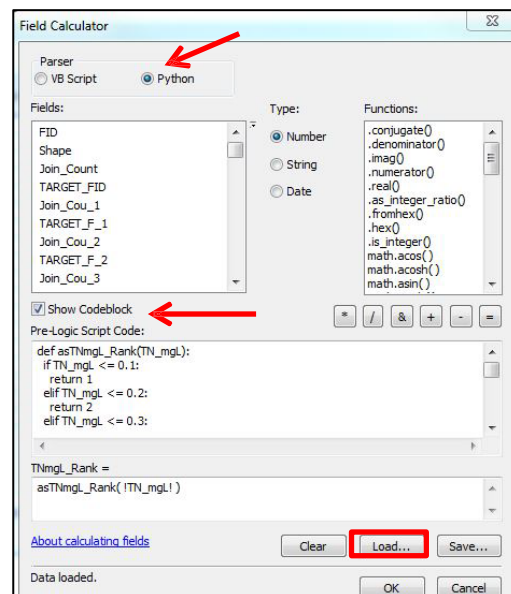 Field Calculator
Parser
VB Script Python
Fields: Type: Functions:
FID
Shape
Join_Count
TARGET_FID
Join_Cou_1
TARGET_F_1
Join_Cou_2
TARGET_F_2
Join_Cou_3
Number
String
Date
.conjugate()
.denominator()
.imag()
.numerator()
.real()
.as_integer_ratio()
.fromhex()
.hex()
.is_integer()
math.acos( )
math.acosh( )
math.asin( )
Show Codeblock
* / & + - =
Pre-Logic Script Code:
def asTNmgL_Rank(TN_mgL):
if TN_mgL <= 0.1:
return 1
elif TN_mgL <= 0.2:
return 2
elif TN_mgL <= 0.3:
TNmgL_Rank =
asTNmgL_Rank( !TN_mgL! )
About calculating fields Clear Load... Save...
Data loaded.
OK Cancel